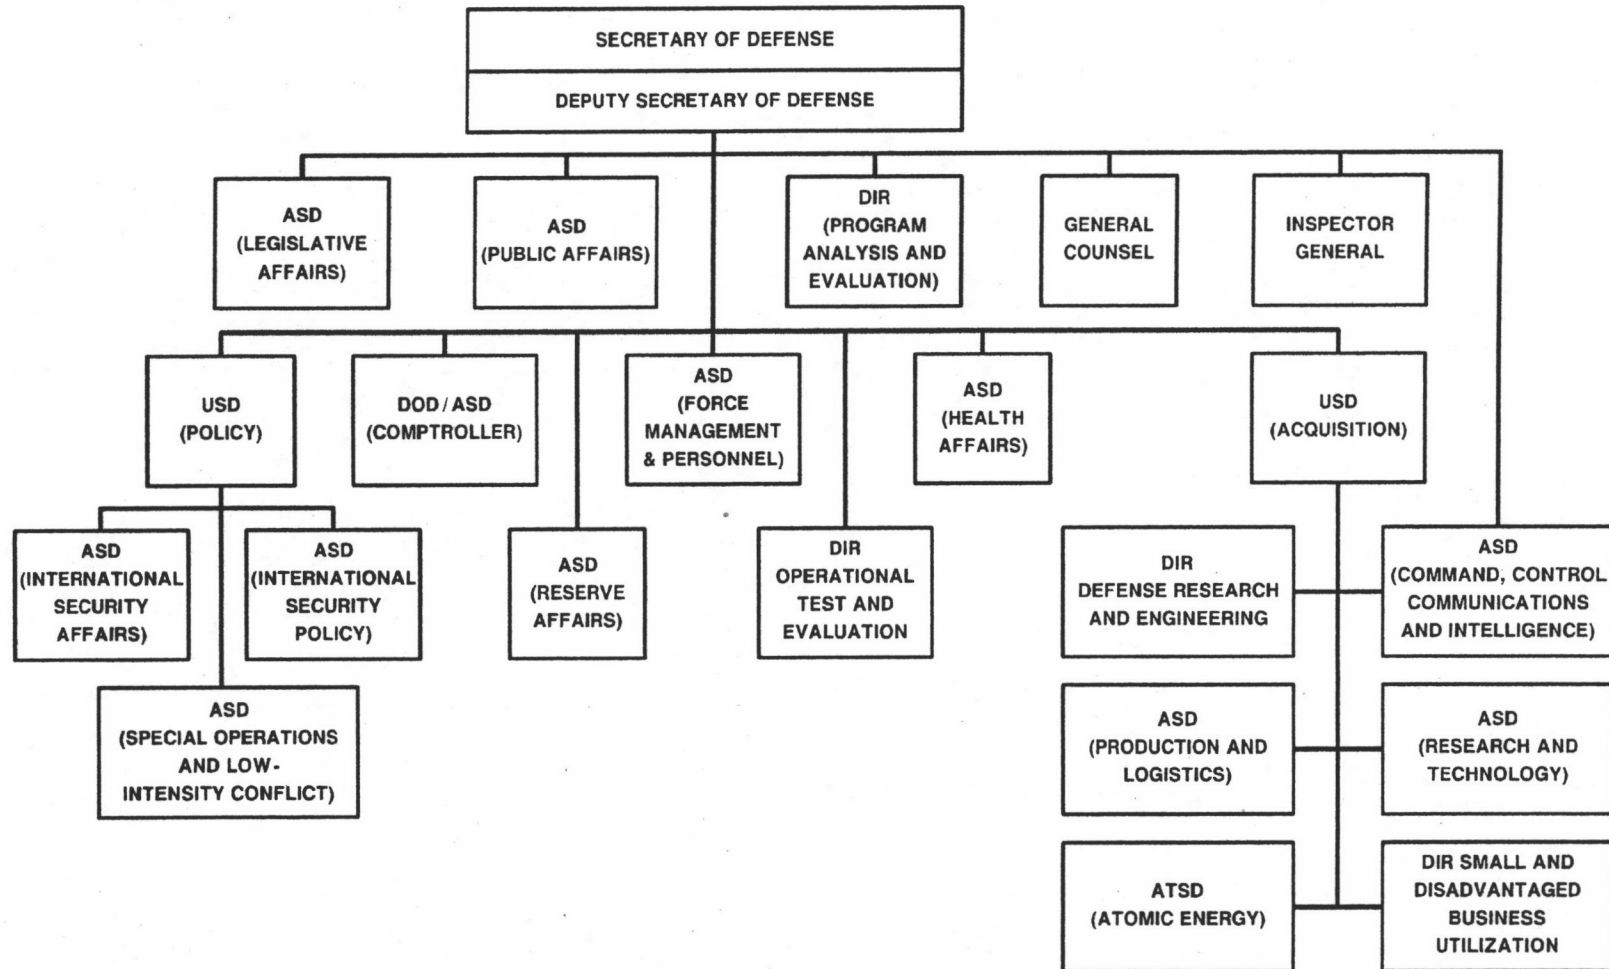 SECRETARY OF DEFENSE
DEPUTY SECRETARY OF DEFENSE
ASD
(LEGISLATIVE
AFFAIRS)
ASD
(PUBLIC AFFAIRS)
DIR
(PROGRAM
ANALYSIS AND
EVALUATION)
GENERAL
COUNSEL
INSPECTOR
GENERAL
USD
(POLICY)
DOD / ASD
(COMPTROLLER)
ASD
(FORCE
MANAGEMENT
& PERSONNEL)
ASD
(HEALTH
AFFAIRS)
USD
(ACQUISITION)
ASD
(INTERNATIONAL
SECURITY
AFFAIRS)
ASD
(INTERNATIONAL
SECURITY
POLICY)
ASD
(RESERVE
AFFAIRS)
DIR
OPERATIONAL
TEST AND
EVALUATION
DIR
DEFENSE RESEARCH
AND ENGINEERING
ASD
(COMMAND, CONTROL
COMMUNICATIONS
AND INTELLIGENCE)
ASD
(SPECIAL OPERATIONS
AND LOW-
INTENSITY CONFLICT)
ASD
(PRODUCTION AND
LOGISTICS)
ASD
(RESEARCH AND
TECHNOLOGY)
ATSD
(ATOMIC ENERGY)
DIR SMALL AND
DISADVANTAGED
BUSINESS
UTILIZATION